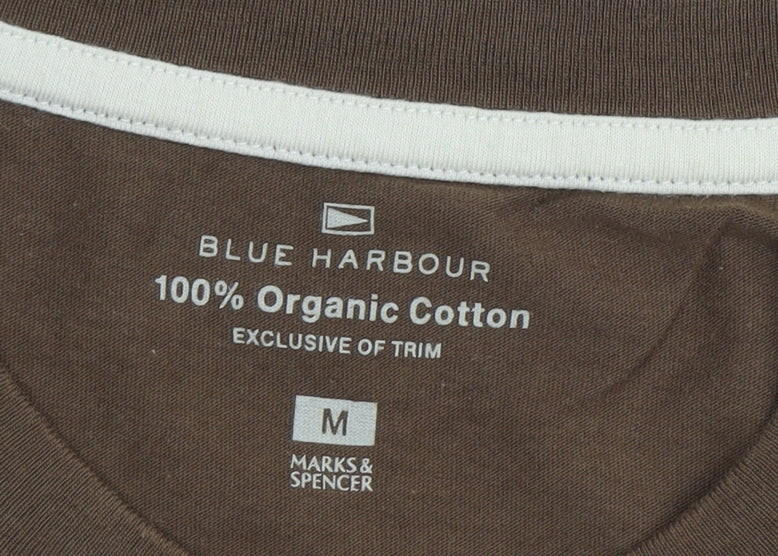 BLUE HARBOUR
100% Organic Cotton
EXCLUSIVE OF TRIM
M
MARKS &
SPENCER